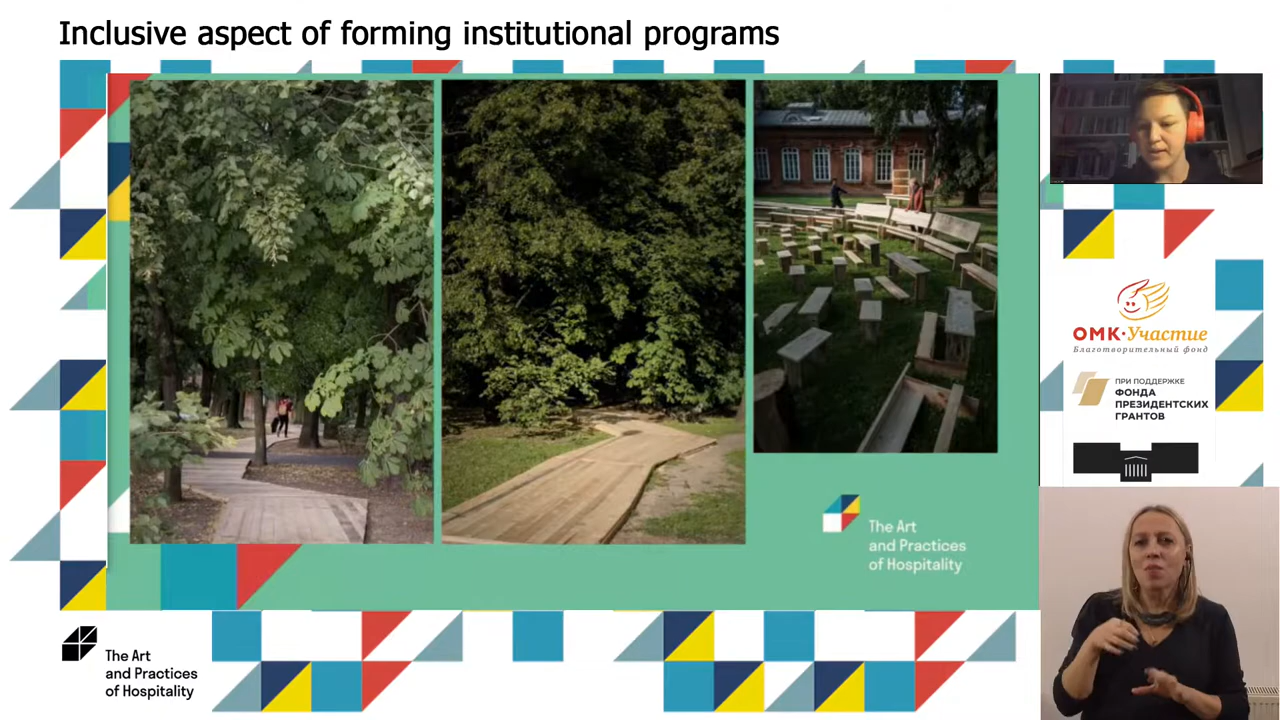 Inclusive aspect of forming institutional programs
ОМК·Участие
Благотворительный фонд
ПРИ ПОДДЕРЖКЕ
ФОНДА
ПРЕЗИДЕНТСКИХ
ГРАНТОВ
The Art
and Practices
of Hospitality
The Art
and Practices
of Hospitality